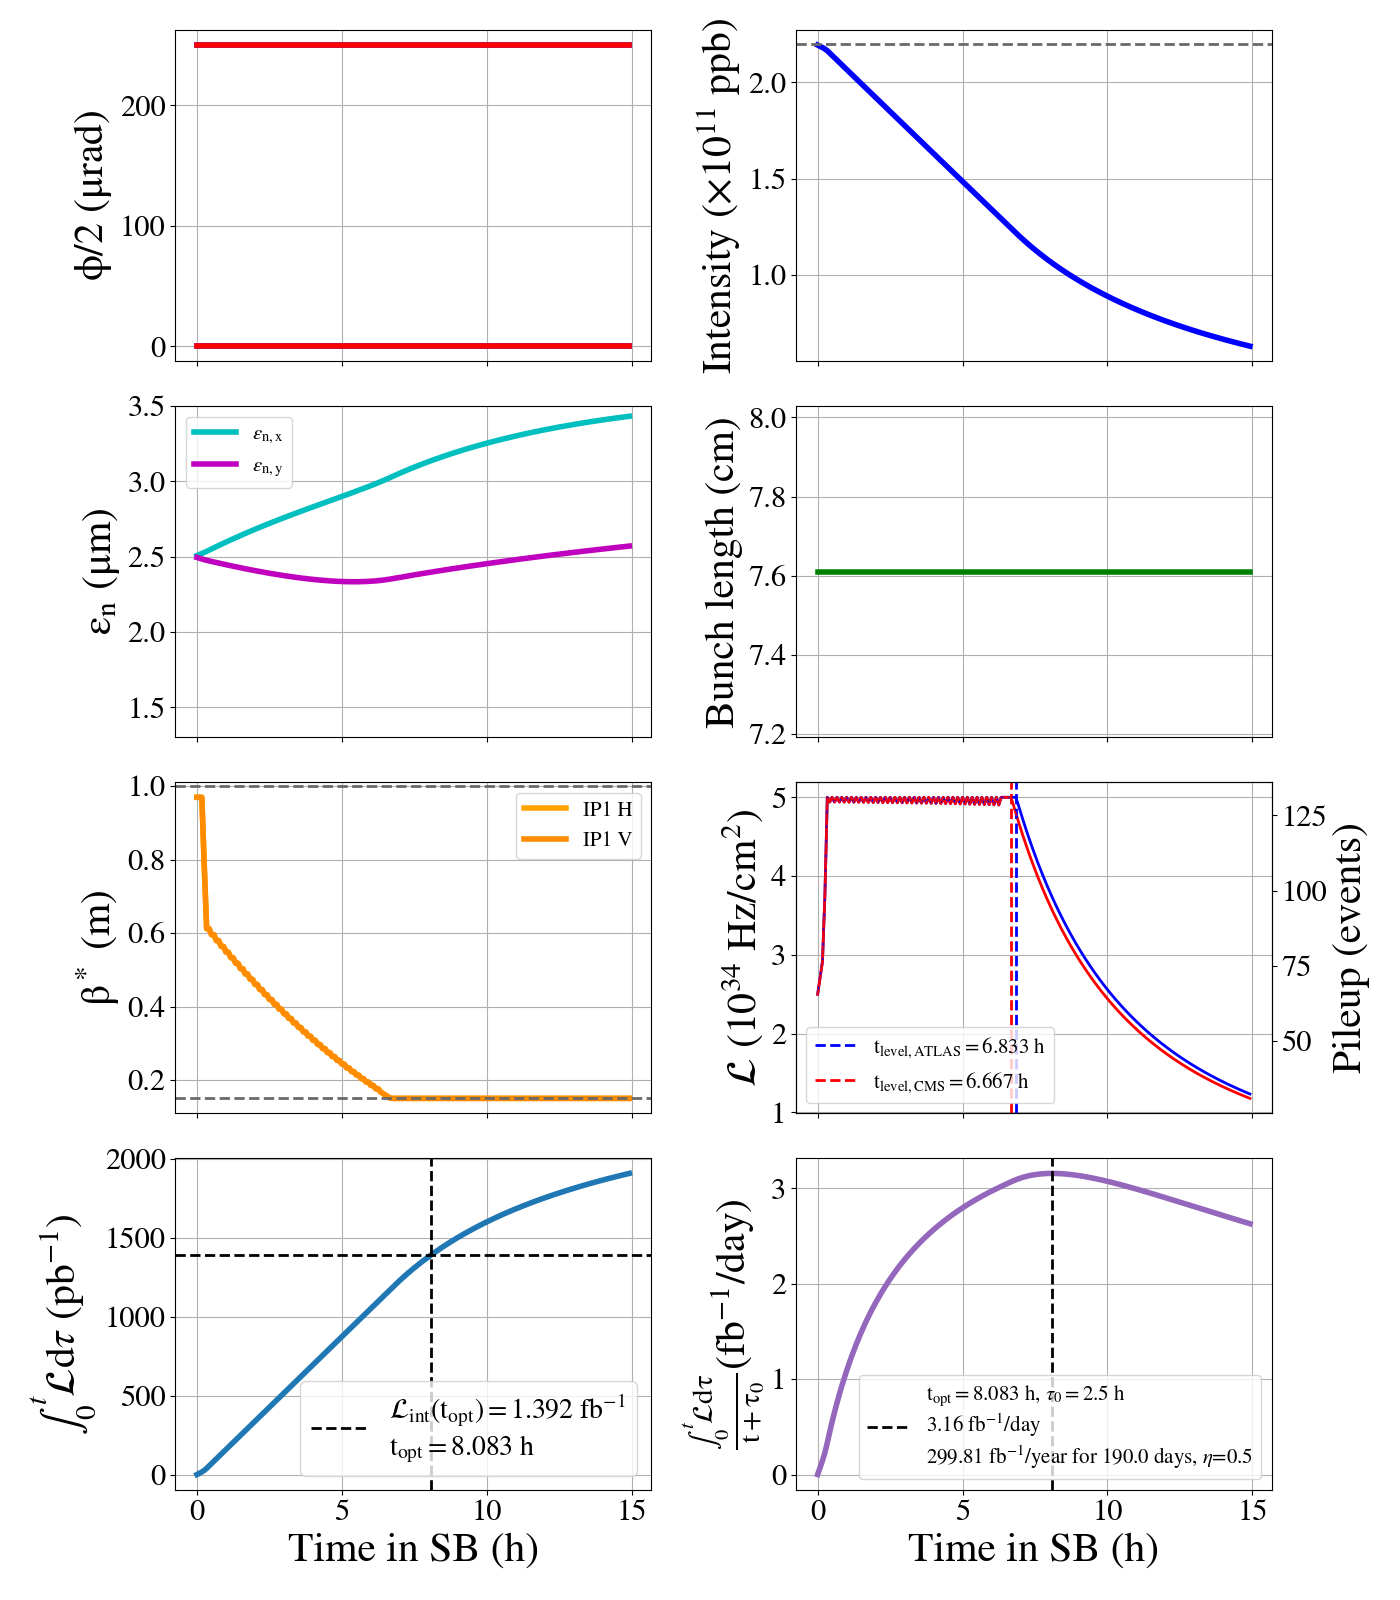 ϕ/2 (μrad)
200
100
0
Intensity (×10¹¹ ppb)
2.0
1.5
1.0
εₙ (μm)
3.5
3.0
2.5
2.0
1.5
εn,x
εn,y
Bunch length (cm)
8.0
7.8
7.6
7.4
7.2
β* (m)
1.0
0.8
0.6
0.4
0.2
IP1 H
IP1 V
ℒ (10³⁴ Hz/cm²)
5
4
3
2
1
tlevel,ATLAS = 6.833 h
tlevel,CMS = 6.667 h
125
100
75
50
Pileup (events)
∫₀ᵗ ℒdτ (pb⁻¹)
2000
1500
1000
500
0
ℒint(topt) = 1.392 fb⁻¹
topt = 8.083 h
0 5 10 15
Time in SB (h)
∫₀ᵗ ℒdτ / t + τ₀ (fb⁻¹/day)
3
2
1
0
topt = 8.083 h, τ₀ = 2.5 h
3.16 fb⁻¹/day
299.81 fb⁻¹/year for 190.0 days, η=0.5
0 5 10 15
Time in SB (h)